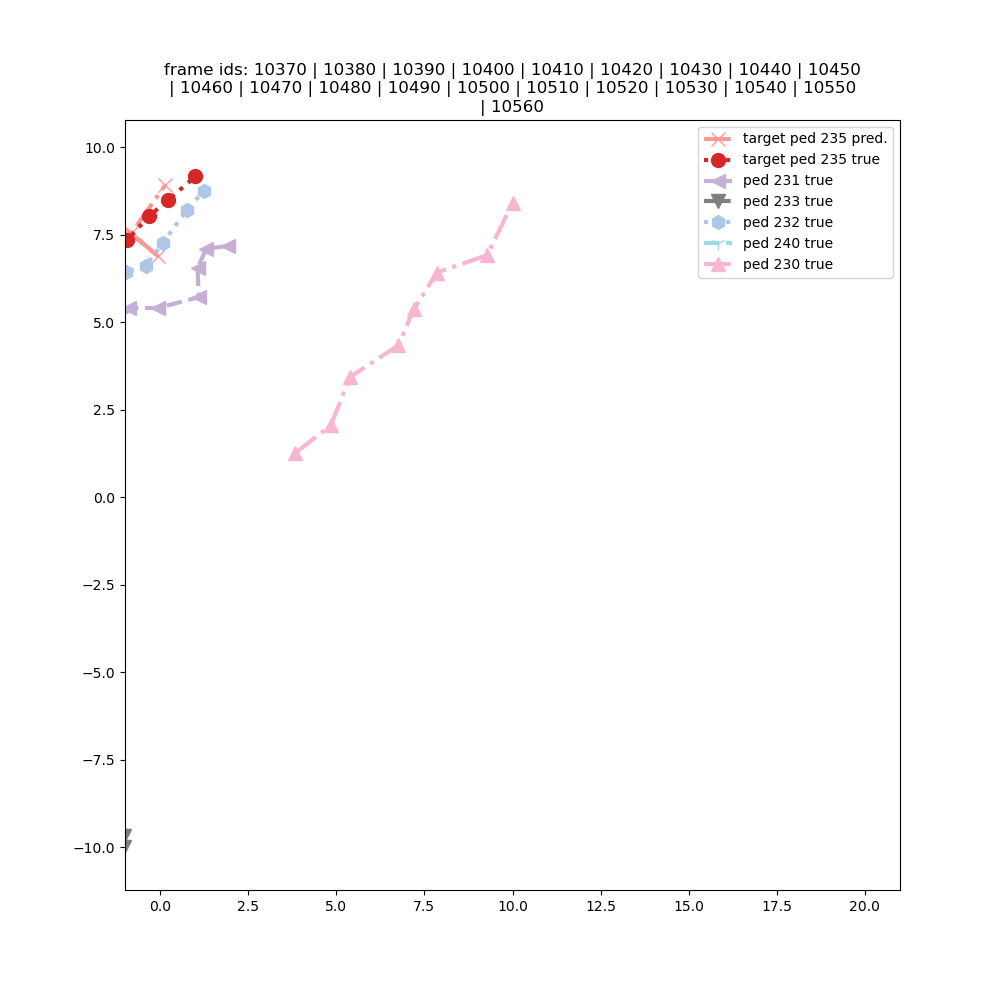 frame ids: 10370 | 10380 | 10390 | 10400 | 10410 | 10420 | 10430 | 10440 | 10450
| 10460 | 10470 | 10480 | 10490 | 10500 | 10510 | 10520 | 10530 | 10540 | 10550
| 10560
target ped 235 pred.
target ped 235 true
ped 231 true
ped 233 true
ped 232 true
ped 240 true
ped 230 true
10.0
7.5
5.0
2.5
0.0
−2.5
−5.0
−7.5
−10.0
0.0 2.5 5.0 7.5 10.0 12.5 15.0 17.5 20.0